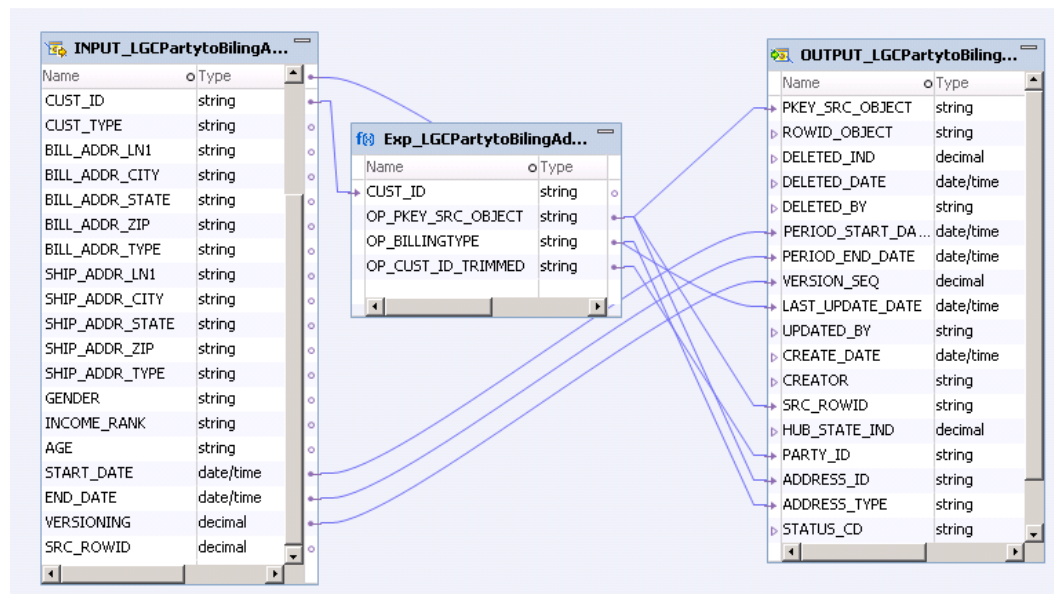 INPUT_LGCPartytoBilingA...
Name Type
CUST_ID string
CUST_TYPE string
BILL_ADDR_LN1 string
BILL_ADDR_CITY string
BILL_ADDR_STATE string
BILL_ADDR_ZIP string
BILL_ADDR_TYPE string
SHIP_ADDR_LN1 string
SHIP_ADDR_CITY string
SHIP_ADDR_STATE string
SHIP_ADDR_ZIP string
SHIP_ADDR_TYPE string
GENDER string
INCOME_RANK string
AGE string
START_DATE date/time
END_DATE date/time
VERSIONING decimal
SRC_ROWID decimal
f(x) Exp_LGCPartytoBilingAd...
Name Type
CUST_ID string
OP_PKEY_SRC_OBJECT string
OP_BILLINGTYPE string
OP_CUST_ID_TRIMMED string
OUTPUT_LGCPartytoBiling...
Name Type
PKEY_SRC_OBJECT string
ROWID_OBJECT string
DELETED_IND decimal
DELETED_DATE date/time
DELETED_BY string
PERIOD_START_DA... date/time
PERIOD_END_DATE date/time
VERSION_SEQ decimal
LAST_UPDATE_DATE date/time
UPDATED_BY string
CREATE_DATE date/time
CREATOR string
SRC_ROWID string
HUB_STATE_IND decimal
PARTY_ID string
ADDRESS_ID string
ADDRESS_TYPE string
STATUS_CD string